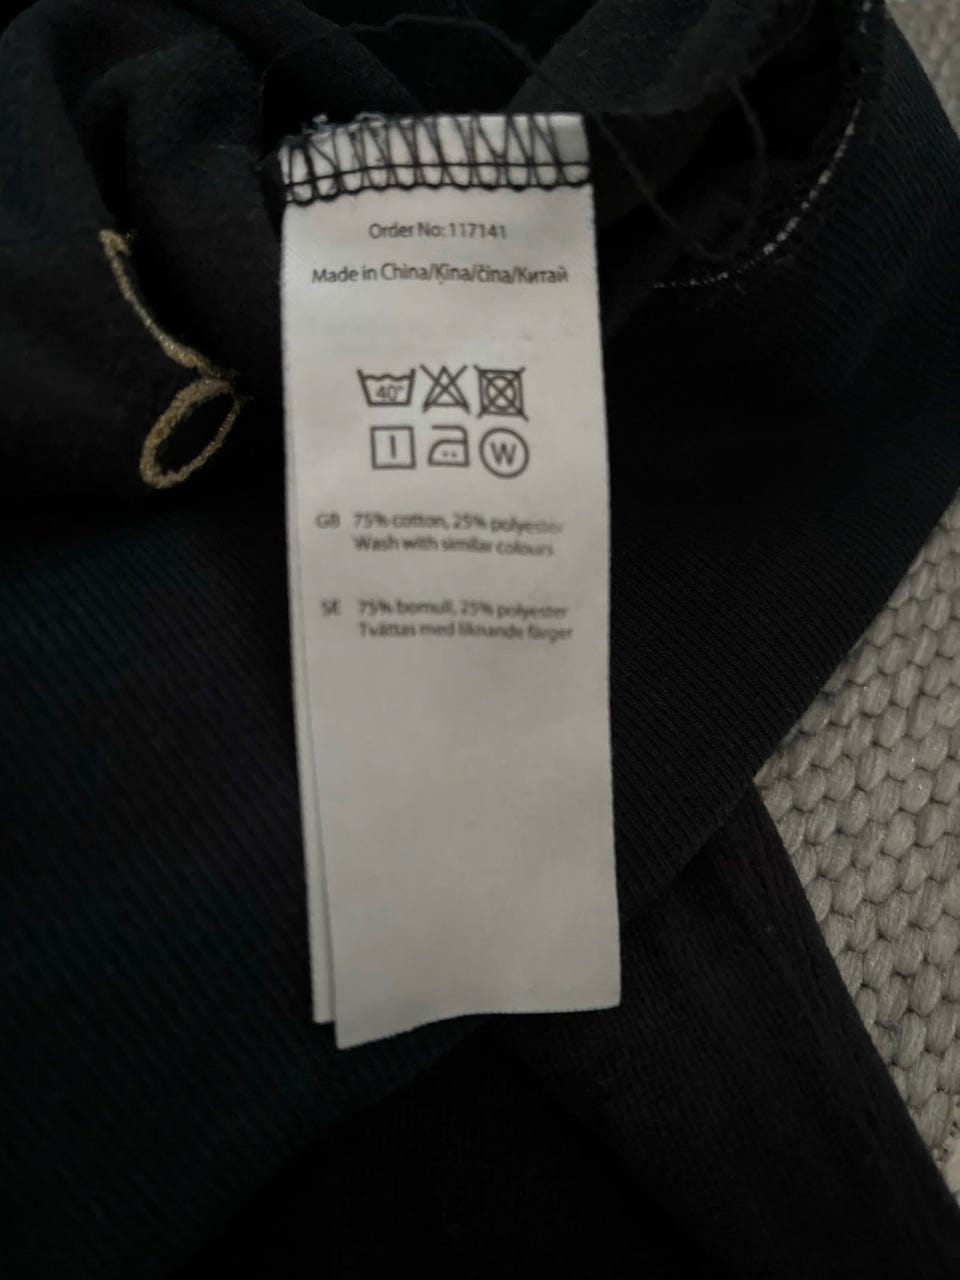 Order No: 117141
Made in China/Ķīna/čína/Китай
40°
W
GB 75% cotton, 25% polyester
Wash with similar colours
SE 75% bomull, 25% polyester
Tvättas med liknande färger